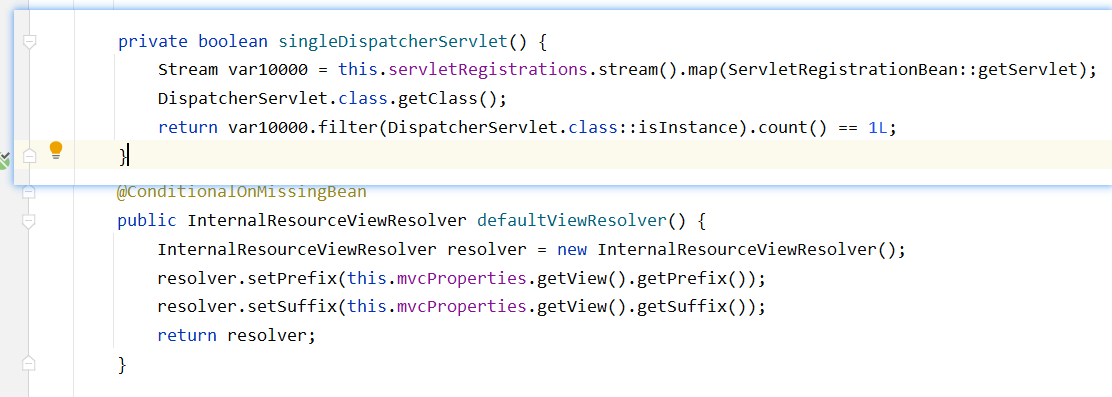 private boolean singleDispatcherServlet() {
Stream var10000 = this.servletRegistrations.stream().map(ServletRegistrationBean::getServlet);
DispatcherServlet.class.getClass();
return var10000.filter(DispatcherServlet.class::isInstance).count() == 1L;
}
@ConditionalOnMissingBean
public InternalResourceViewResolver defaultViewResolver() {
InternalResourceViewResolver resolver = new InternalResourceViewResolver();
resolver.setPrefix(this.mvcProperties.getView().getPrefix());
resolver.setSuffix(this.mvcProperties.getView().getSuffix());
return resolver;
}